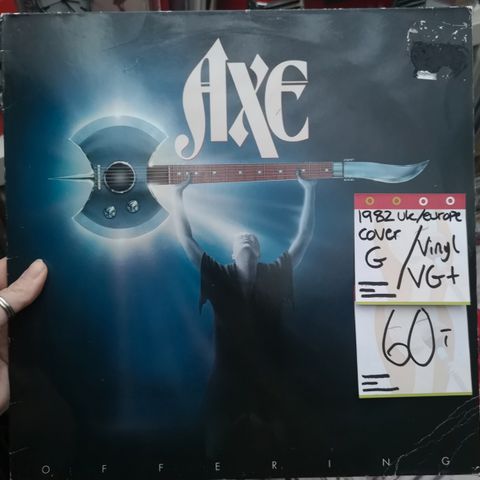 AXE
1982 UK/europe
cover
G
/Vinyl
VG+
60:-
OFFERING